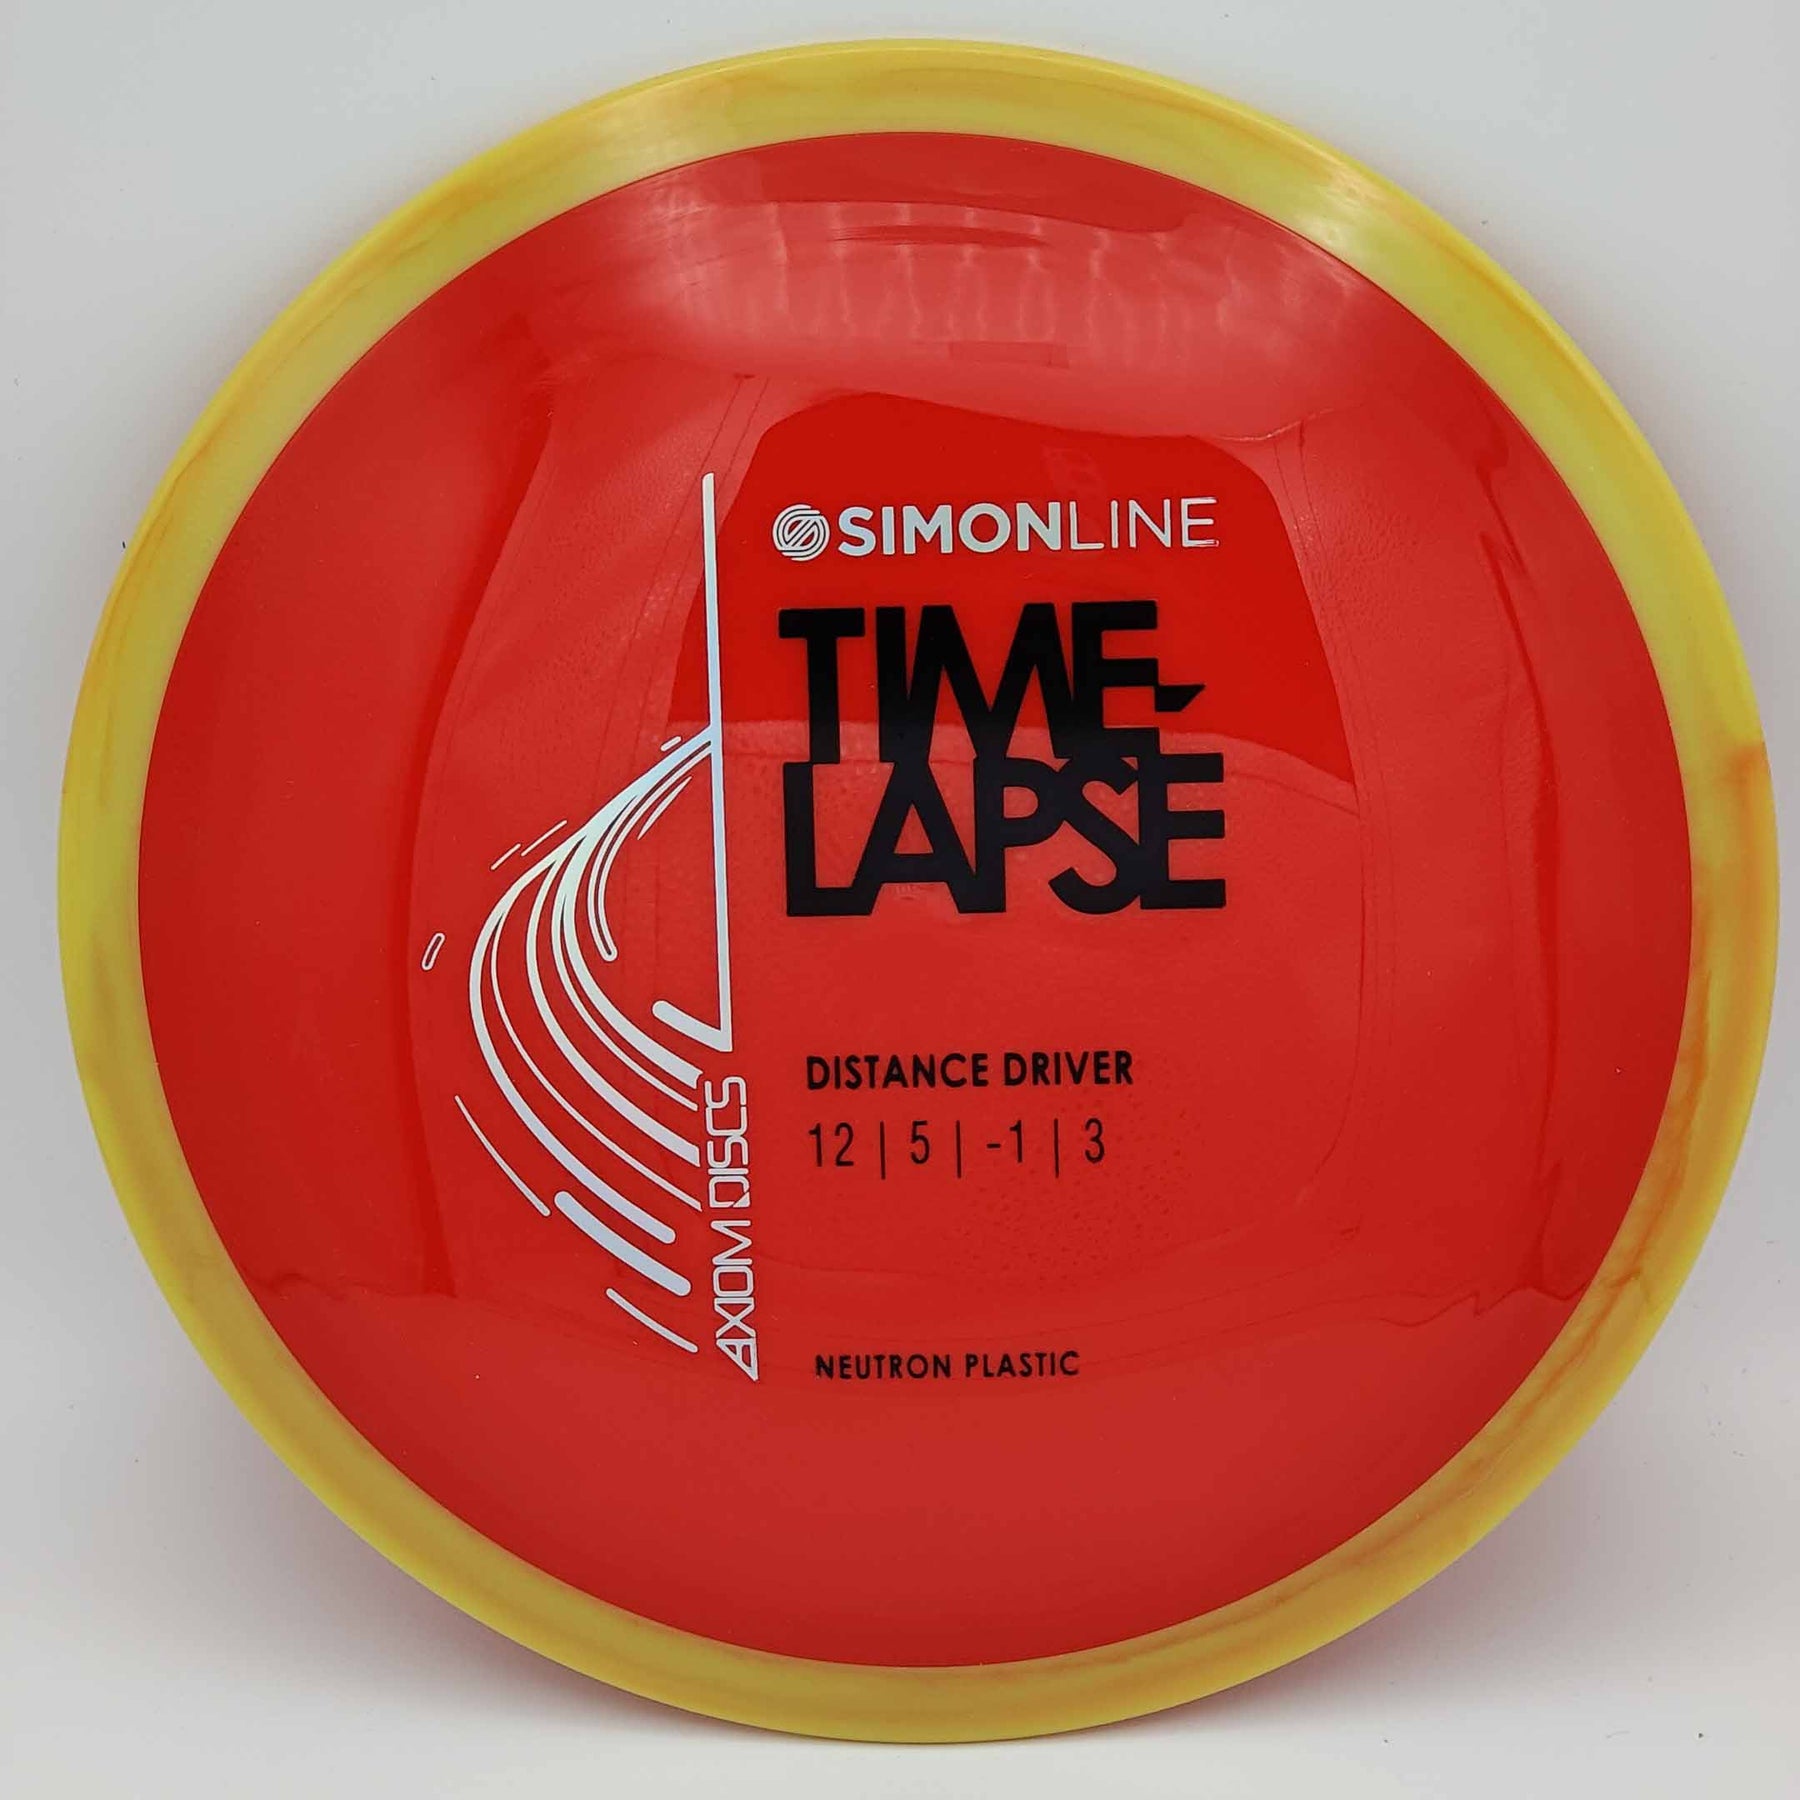 SIMONLINE
TIME-
LAPSE
DISTANCE DRIVER
12 | 5 | -1 | 3
NEUTRON PLASTIC
AXIOM DISCS